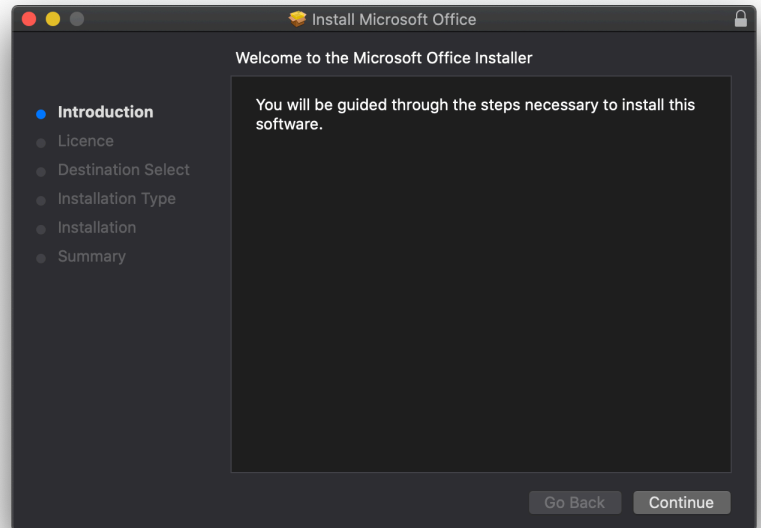 Install Microsoft Office
Welcome to the Microsoft Office Installer
Introduction
Licence
Destination Select
Installation Type
Installation
Summary
You will be guided through the steps necessary to install this
software.
Go Back
Continue